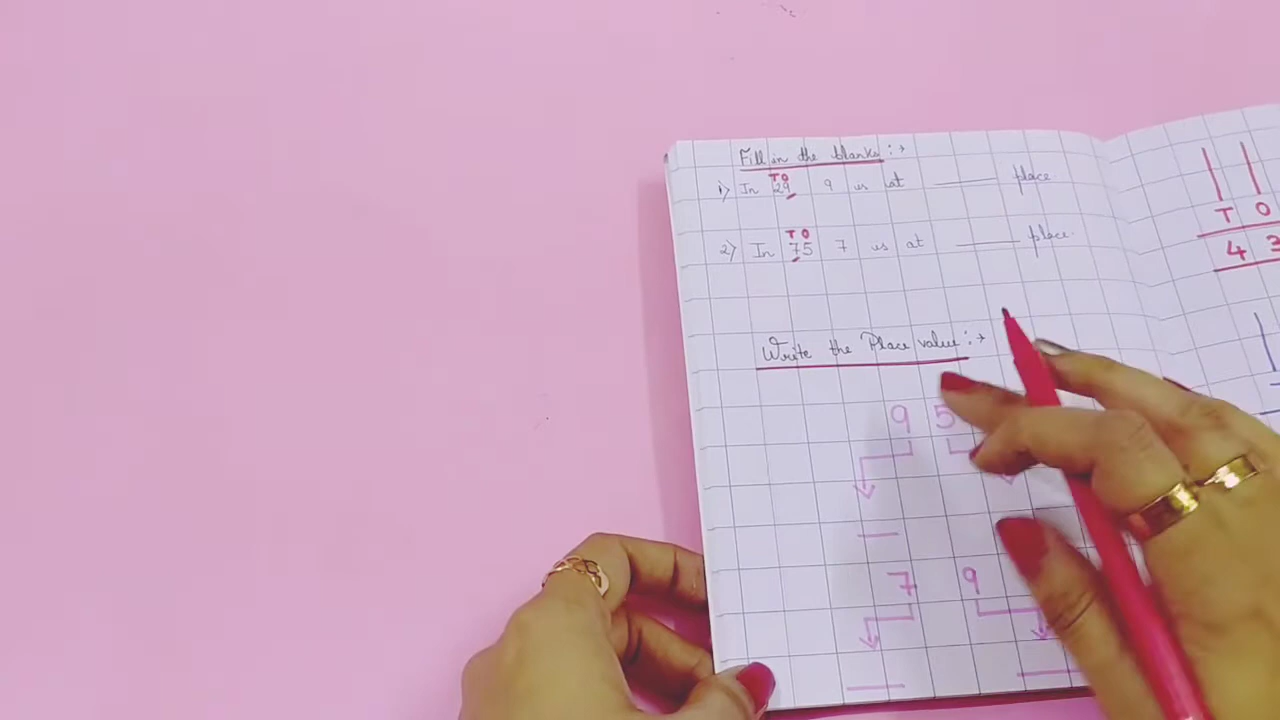 Fill in the blanks :→
T O
1) In 29 9 is at ______ place
T O
2) In 75 7 is at ______ place.
Write the Place value :→
9 5
7 9
T O
4 3